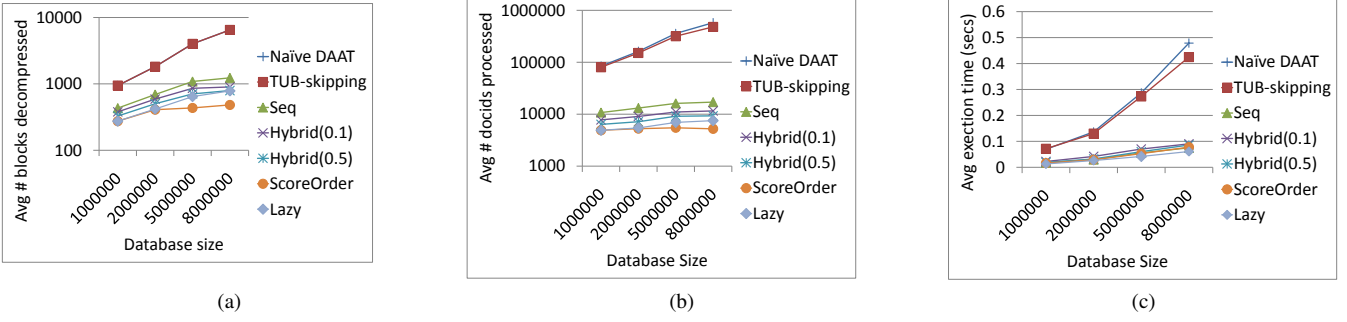 10000
1000
100
Avg # blocks decompressed
1000000
2000000
5000000
8000000
Database size
Naïve DAAT
TUB-skipping
Seq
Hybrid(0.1)
Hybrid(0.5)
ScoreOrder
Lazy
(a)
1000000
100000
10000
1000
Avg # docids processed
1000000
2000000
5000000
8000000
Database Size
Naïve DAAT
TUB-skipping
Seq
Hybrid(0.1)
Hybrid(0.5)
ScoreOrder
Lazy
(b)
0.6
0.5
0.4
0.3
0.2
0.1
0
Avg exection time (secs)
1000000
2000000
5000000
8000000
Database Size
Naïve DAAT
TUB-skipping
Seq
Hybrid(0.1)
Hybrid(0.5)
ScoreOrder
Lazy
(c)